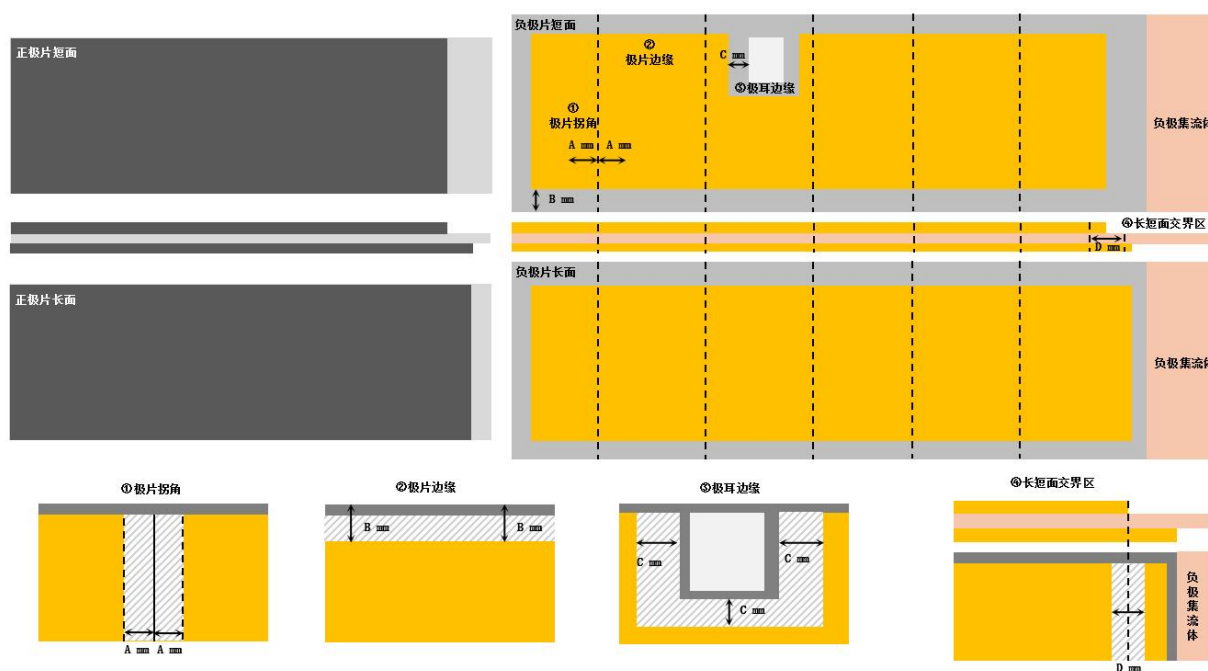 正极片短面
负极片短面
②
极片边缘
C mm
③极耳边缘
①
极片拐角
A mm A mm
B mm
负极集流体
④长短面交界区
D mm
正极片长面
负极片长面
负极集流体
①极片拐角
A mm A mm
②极片边缘
B mm B mm
③极耳边缘
C mm C mm
C mm
④长短面交界区
负极集流体
D mm